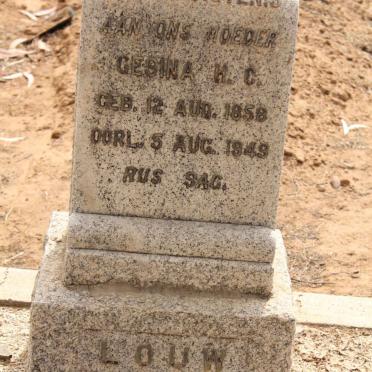 AAN ONS MOEDER
GESINA H. C.
GEB. 12 AUG. 1858
OORL. 5 AUG. 1949
RUS SAG.
LOUW